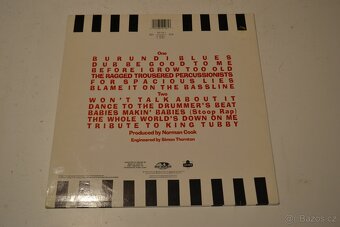 One
BURUNDI BLUES
DUB BE GOOD TO ME
BEFORE I GROW TOO OLD
THE RAGGED TROUSERED PERCUSSIONISTS
FOR SPACIOUS LIES
BLAME IT ON THE BASSLINE
Two
WON'T TALK ABOUT IT
DANCE TO THE DRUMMER'S BEAT
BABIES MAKIN' BABIES (Stoop Rap)
THE WHOLE WORLD'S DOWN ON ME
TRIBUTE TO KING TUBBY
Produced by Norman Cook
Engineered by Simon Thornton
bazos.cz